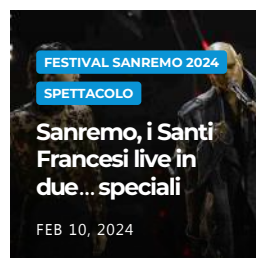 FESTIVAL SANREMO 2024
SPETTACOLO
Sanremo, i Santi
Francesi live in
due… speciali
FEB 10, 2024